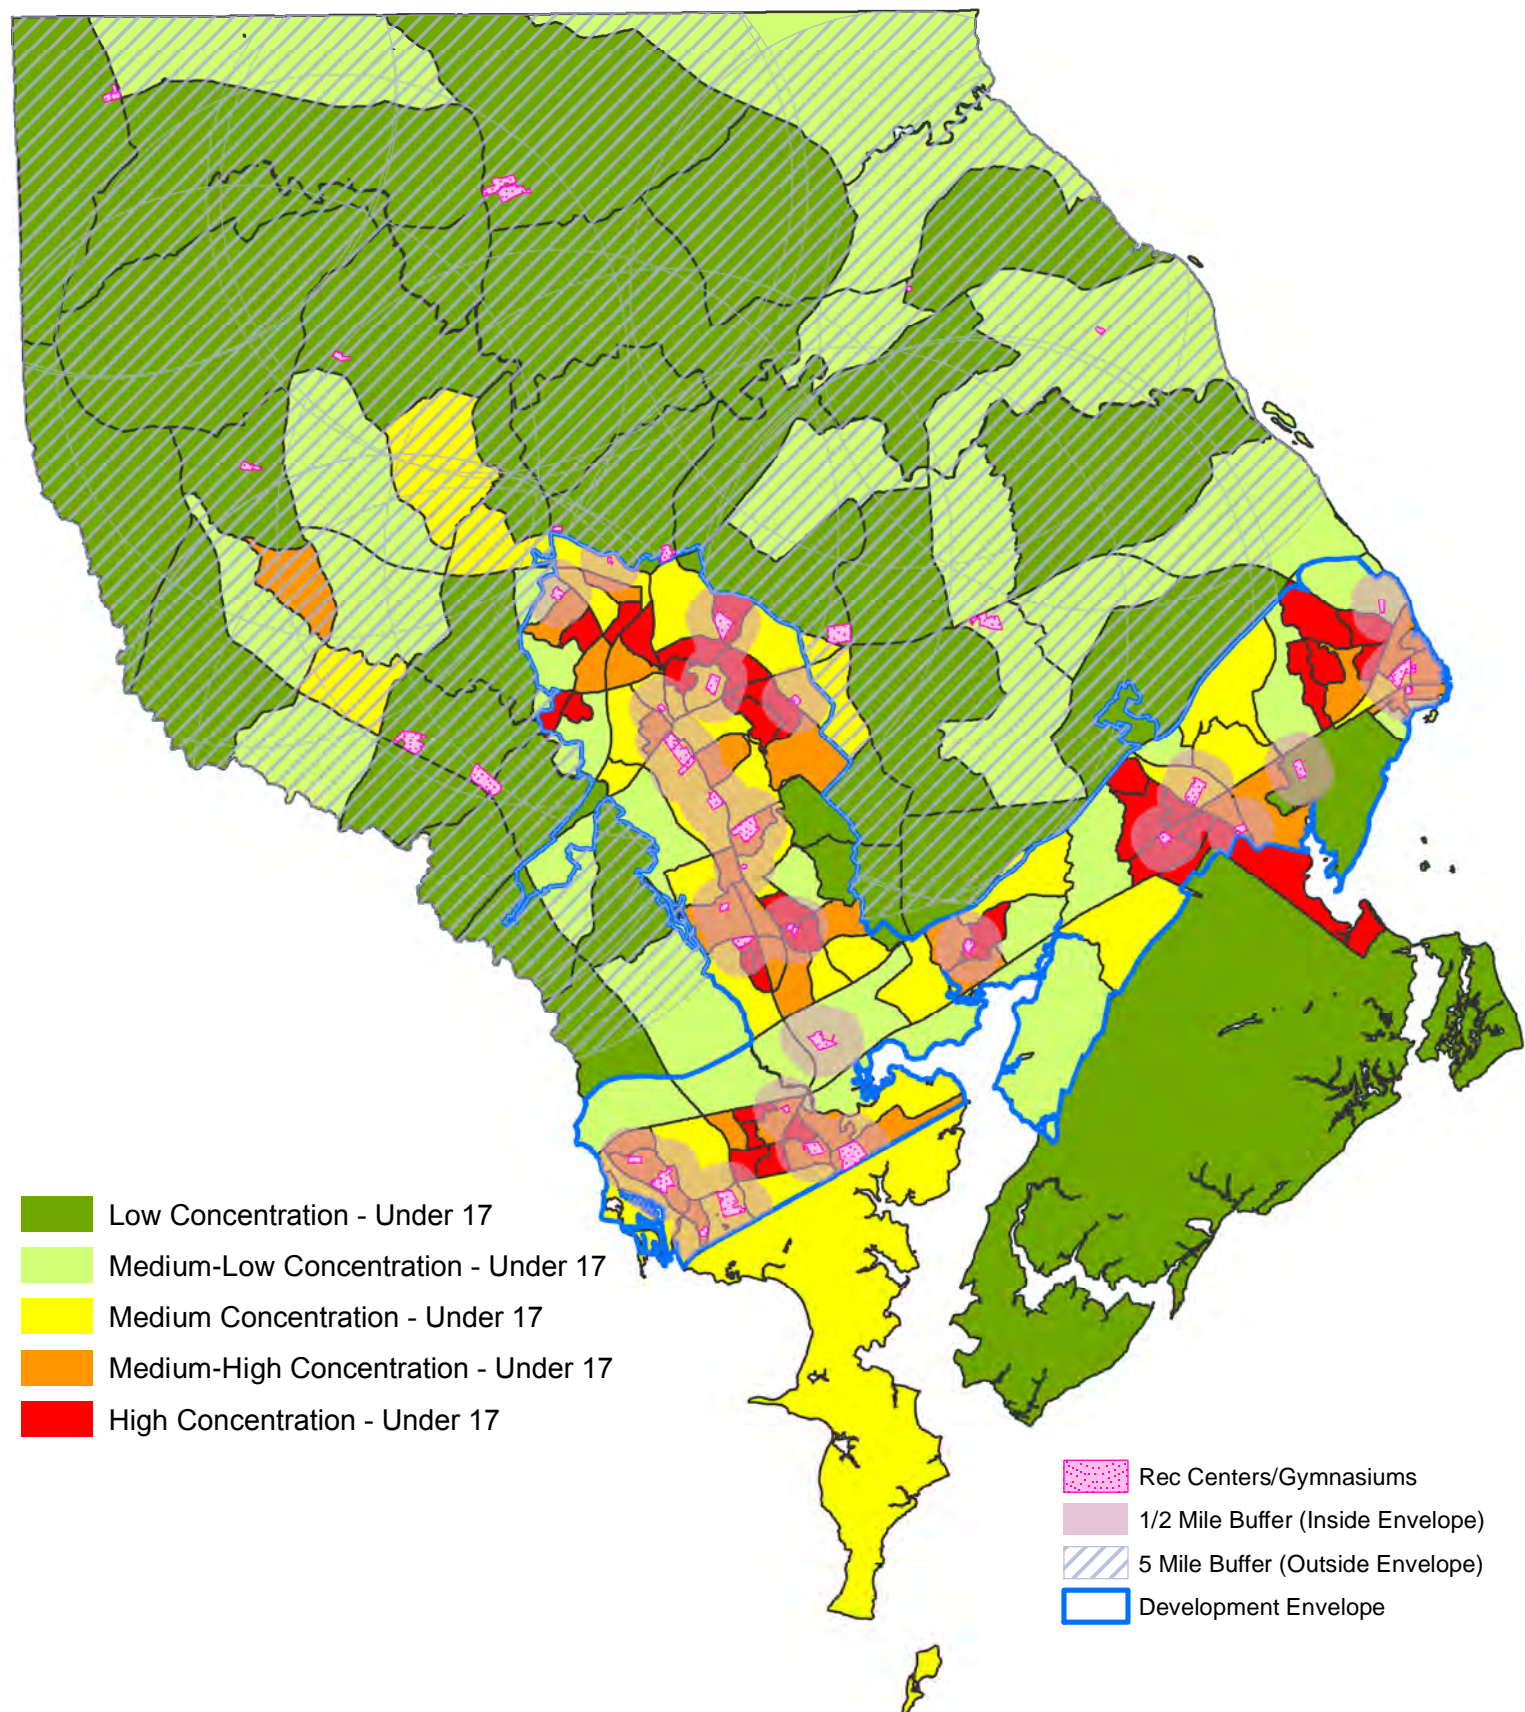 Low Concentration - Under 17
Medium-Low Concentration - Under 17
Medium Concentration - Under 17
Medium-High Concentration - Under 17
High Concentration - Under 17
Rec Centers/Gymnasiums
1/2 Mile Buffer (Inside Envelope)
5 Mile Buffer (Outside Envelope)
Development Envelope